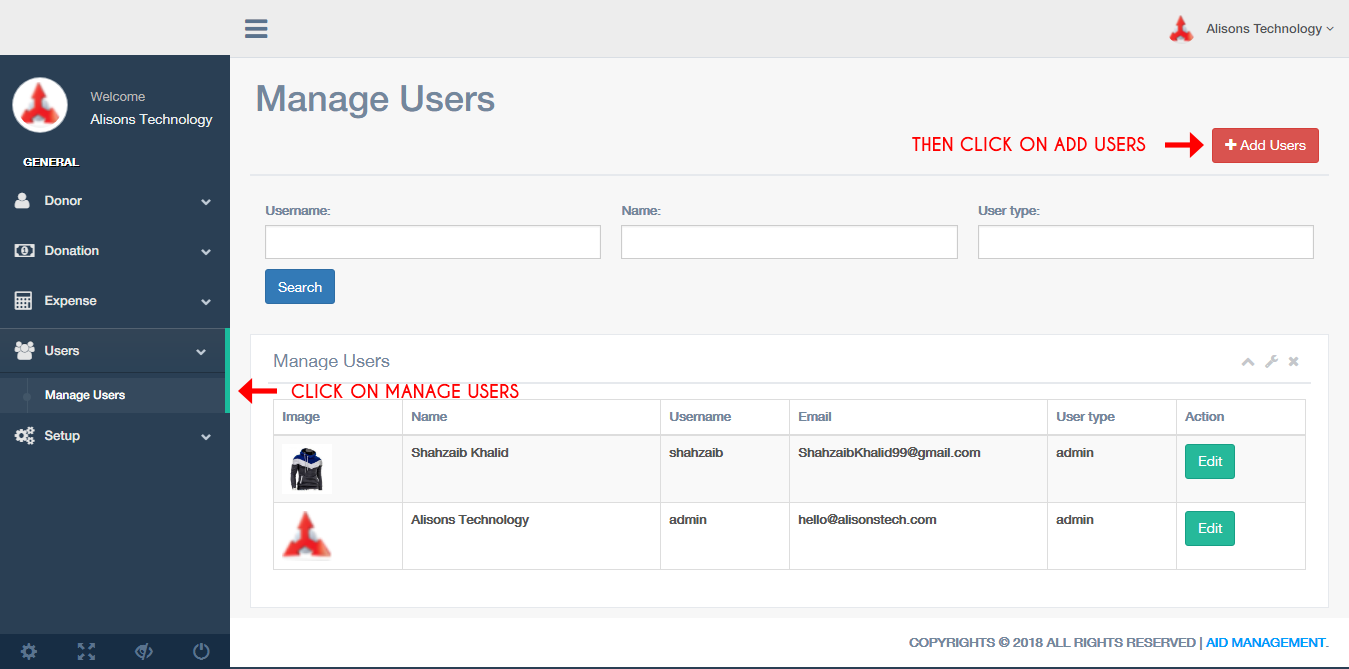 Alisons Technology
Welcome
Alisons Technology
GENERAL
Donor
Donation
Expense
Users
Manage Users
Setup
Manage Users
THEN CLICK ON ADD USERS
Add Users
Username: Name: User type:
Search
Manage Users
CLICK ON MANAGE USERS
Image Name Username Email User type Action
Shahzaib Khalid shahzaib ShahzaibKhalid99@gmail.com admin Edit
Alisons Technology admin hello@alisonstech.com admin Edit
COPYRIGHTS © 2018 ALL RIGHTS RESERVED | AID MANAGEMENT.